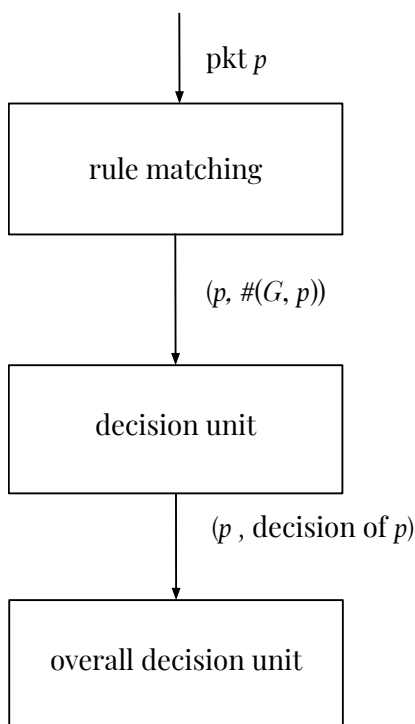 pkt p
rule matching
(p, #(G, p))
decision unit
(p , decision of p)
overall decision unit